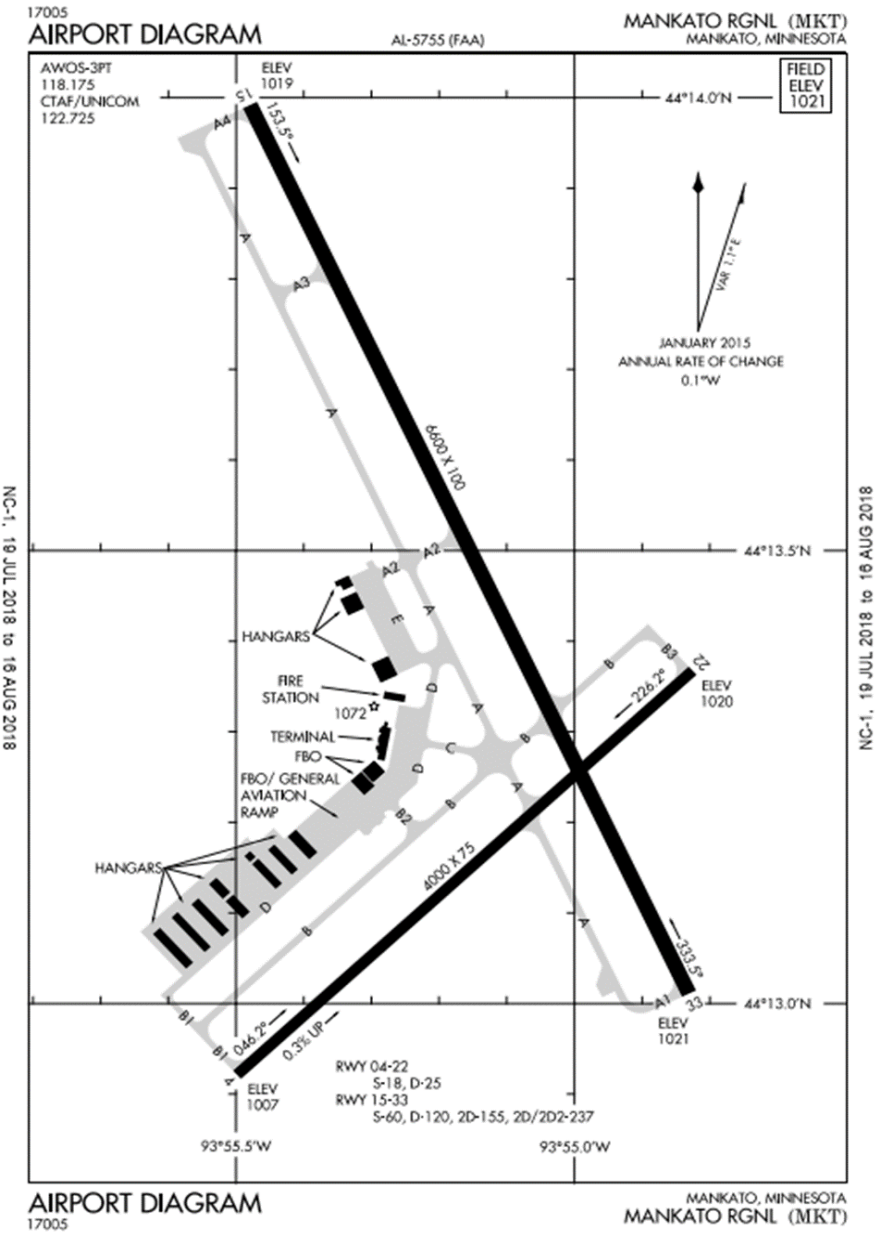 17005
AIRPORT DIAGRAM
AL-5755 (FAA)
MANKATO RGNL (MKT)
MANKATO, MINNESOTA
AWOS-3PT
118.175
CTAF/UNICOM
122.725
ELEV
1019
FIELD
ELEV
1021
44°14.0'N
15
153.5°
A4
A
A3
VAR 1.1° E
JANUARY 2015
ANNUAL RATE OF CHANGE
0.1°W
A
6600 X 100
NC-1, 19 JUL 2018 to 16 AUG 2018
NC-1, 19 JUL 2018 to 16 AUG 2018
44°13.5'N
A2
A2
E
A
HANGARS
B
B3
22
FIRE
STATION
D
226.2°
ELEV
1020
1072
A
TERMINAL
B
FBO
C
D
FBO/ GENERAL
AVIATION
RAMP
A
B
B2
4000 X 75
HANGARS
D
A
B
333.5°
A1
33
44°13.0'N
ELEV
1021
B1
B1
046.2°
0.3% UP
4
ELEV
1007
RWY 04-22
S-18, D-25
RWY 15-33
S-60, D-120, 2D-155, 2D/2D2-237
93°55.5'W
93°55.0'W
AIRPORT DIAGRAM
17005
MANKATO, MINNESOTA
MANKATO RGNL (MKT)